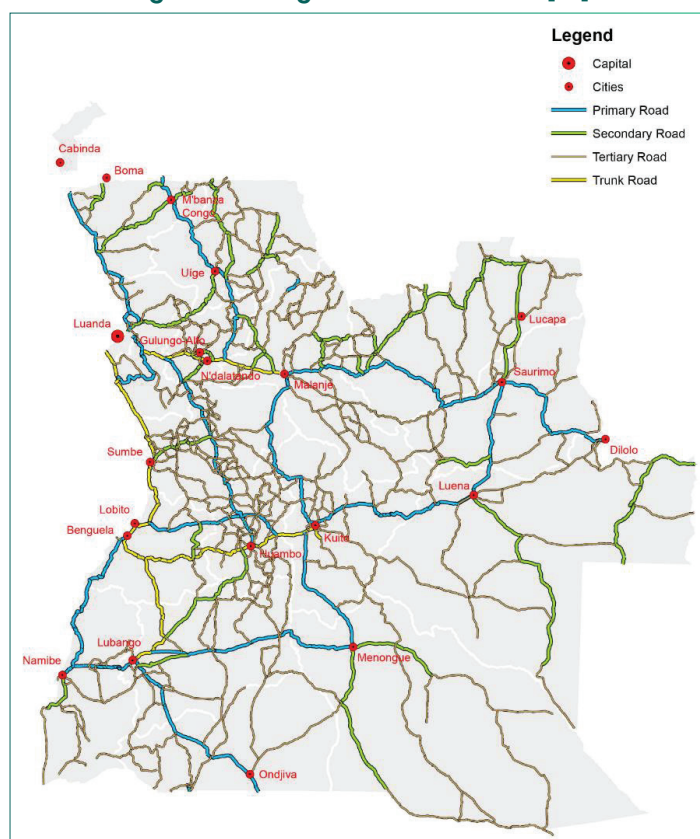 Legend
Capital
Cities
Primary Road
Secondary Road
Tertiary Road
Trunk Road
Cabinda
Boma
M'banza
Congo
Uíge
Luanda
Gulungo-Alto
N'dalatando
Malanje
Lucapa
Saurimo
Dilolo
Sumbe
Luena
Lobito
Benguela
Kuito
Huambo
Lubango
Namibe
Menongue
Ondjiva